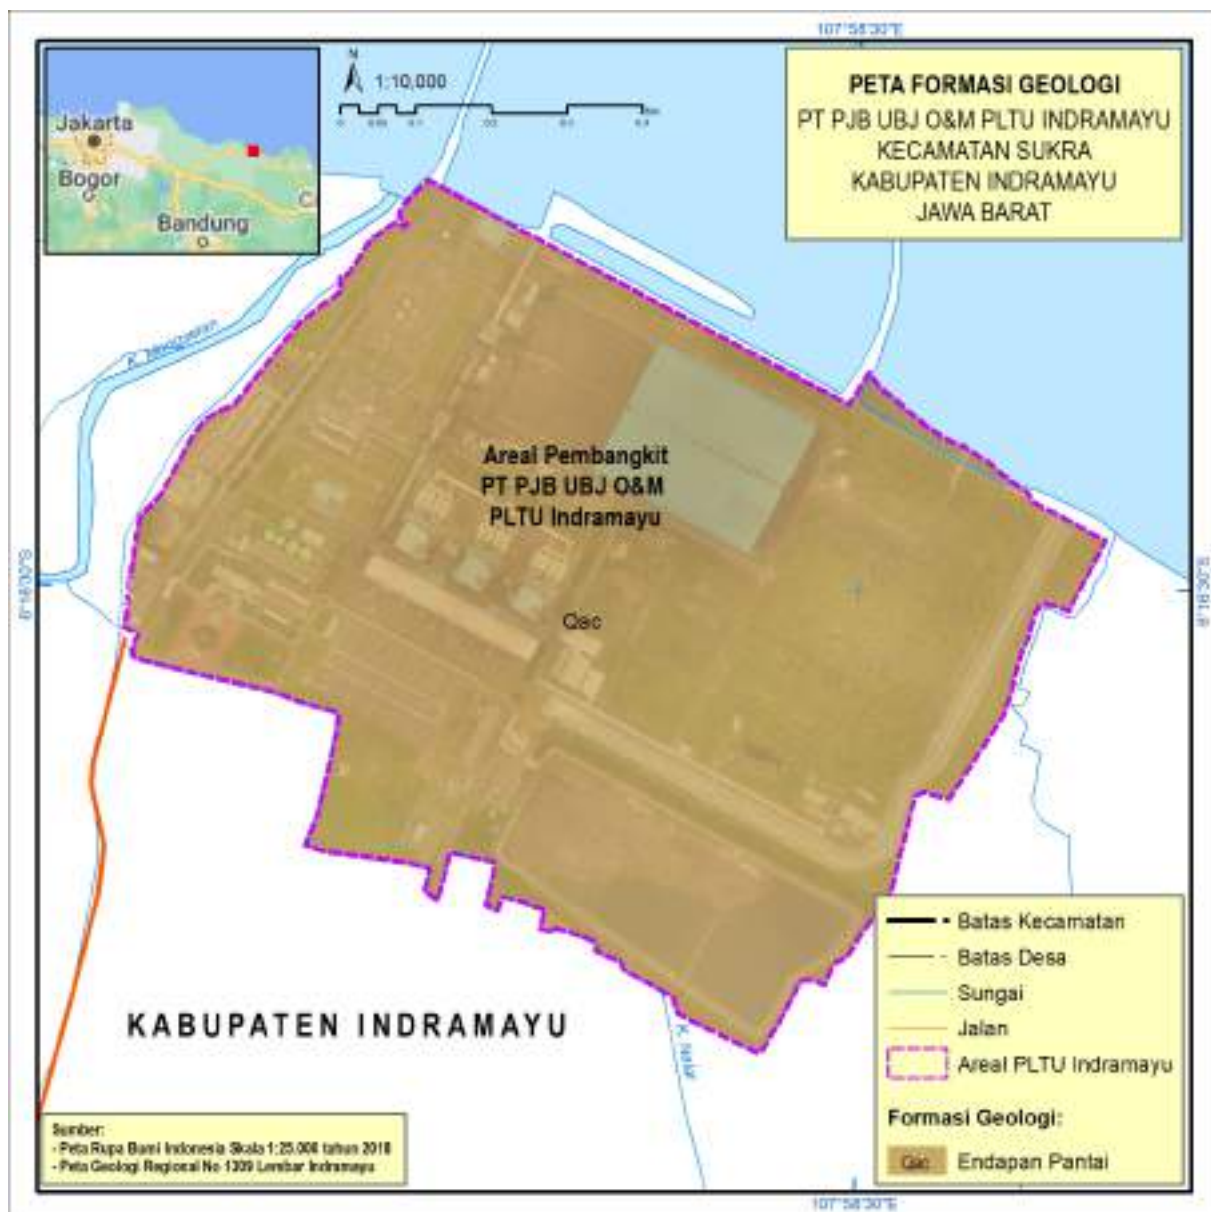 107°58'30"E
PETA FORMASI GEOLOGI
PT PJB UBJ O&M PLTU INDRAMAYU
KECAMATAN SUKRA
KABUPATEN INDRAMAYU
JAWA BARAT
N
1:10,000
Jakarta
Bogor
Bandung
C
Areal Pembangkit
PT PJB UBJ O&M
PLTU Indramayu
Qac
KABUPATEN INDRAMAYU
Batas Kecamatan
Batas Desa
Sungai
Jalan
Areal PLTU Indramayu
Formasi Geologi:
Qac Endapan Pantai
Sumber:
- Peta Rupa Bumi Indonesia Skala 1:25.000 tahun 2018
- Peta Geologi Regional No 1309 Lembar Indramayu
107°58'30"E